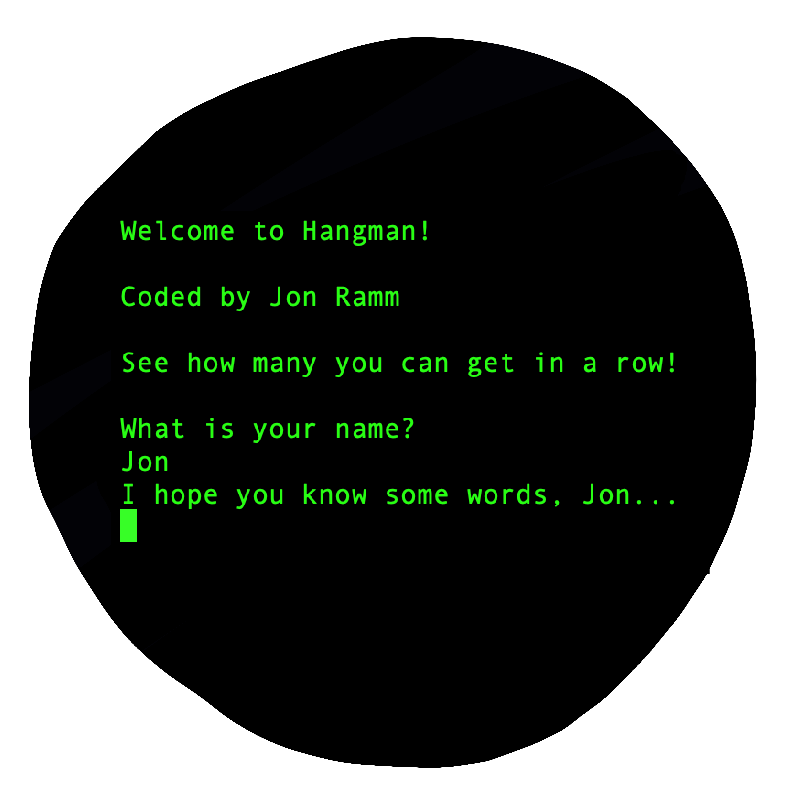 Welcome to Hangman!
Coded by Jon Ramm
See how many you can get in a row!
What is your name?
Jon
I hope you know some words, Jon...